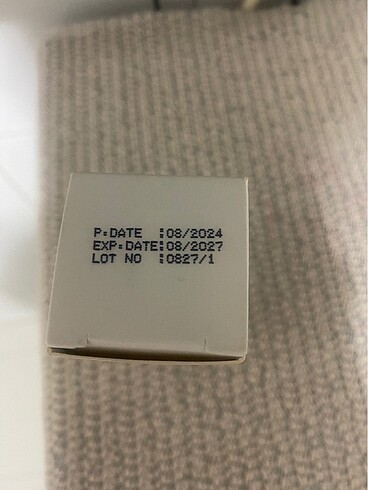 P:DATE :08/2024
EXP:DATE:08/2027
LOT NO :0827/1